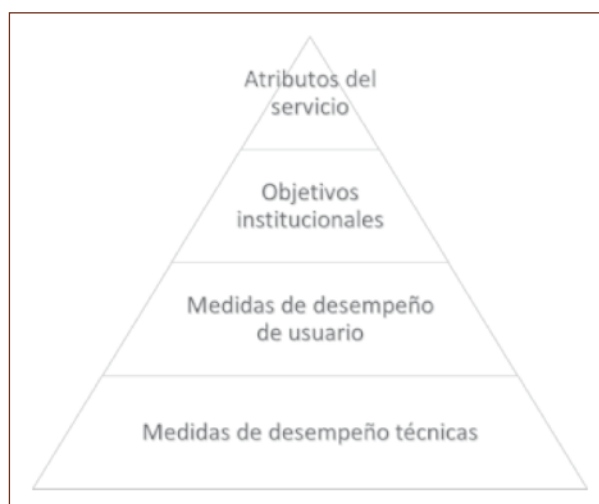 Atributos del
servicio
Objetivos
institucionales
Medidas de desempeño
de usuario
Medidas de desempeño técnicas